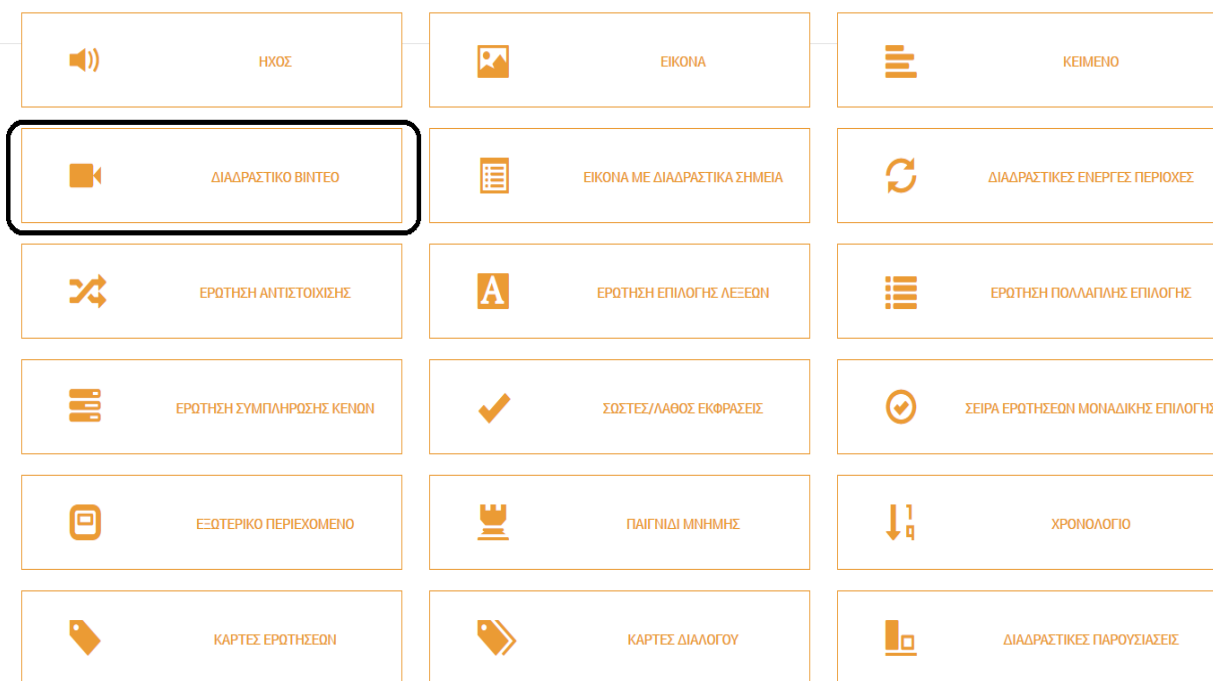 ΗΧΟΣ
ΕΙΚΟΝΑ
ΚΕΙΜΕΝΟ
ΔΙΑΔΡΑΣΤΙΚΟ ΒΙΝΤΕΟ
ΕΙΚΟΝΑ ΜΕ ΔΙΑΔΡΑΣΤΙΚΑ ΣΗΜΕΙΑ
ΔΙΑΔΡΑΣΤΙΚΕΣ ΕΝΕΡΓΕΣ ΠΕΡΙΟΧΕΣ
ΕΡΩΤΗΣΗ ΑΝΤΙΣΤΟΙΧΙΣΗΣ
ΕΡΩΤΗΣΗ ΕΠΙΛΟΓΗΣ ΛΕΞΕΩΝ
ΕΡΩΤΗΣΗ ΠΟΛΛΑΠΛΗΣ ΕΠΙΛΟΓΗΣ
ΕΡΩΤΗΣΗ ΣΥΜΠΛΗΡΩΣΗΣ ΚΕΝΩΝ
ΣΩΣΤΕΣ/ΛΑΘΟΣ ΕΚΦΡΑΣΕΙΣ
ΣΕΙΡΑ ΕΡΩΤΗΣΕΩΝ ΜΟΝΑΔΙΚΗΣ ΕΠΙΛΟΓΗΣ
ΕΞΩΤΕΡΙΚΟ ΠΕΡΙΕΧΟΜΕΝΟ
ΠΑΙΓΝΙΔΙ ΜΝΗΜΗΣ
ΧΡΟΝΟΛΟΓΙΟ
ΚΑΡΤΕΣ ΕΡΩΤΗΣΕΩΝ
ΚΑΡΤΕΣ ΔΙΑΛΟΓΟΥ
ΔΙΑΔΡΑΣΤΙΚΕΣ ΠΑΡΟΥΣΙΑΣΕΙΣ